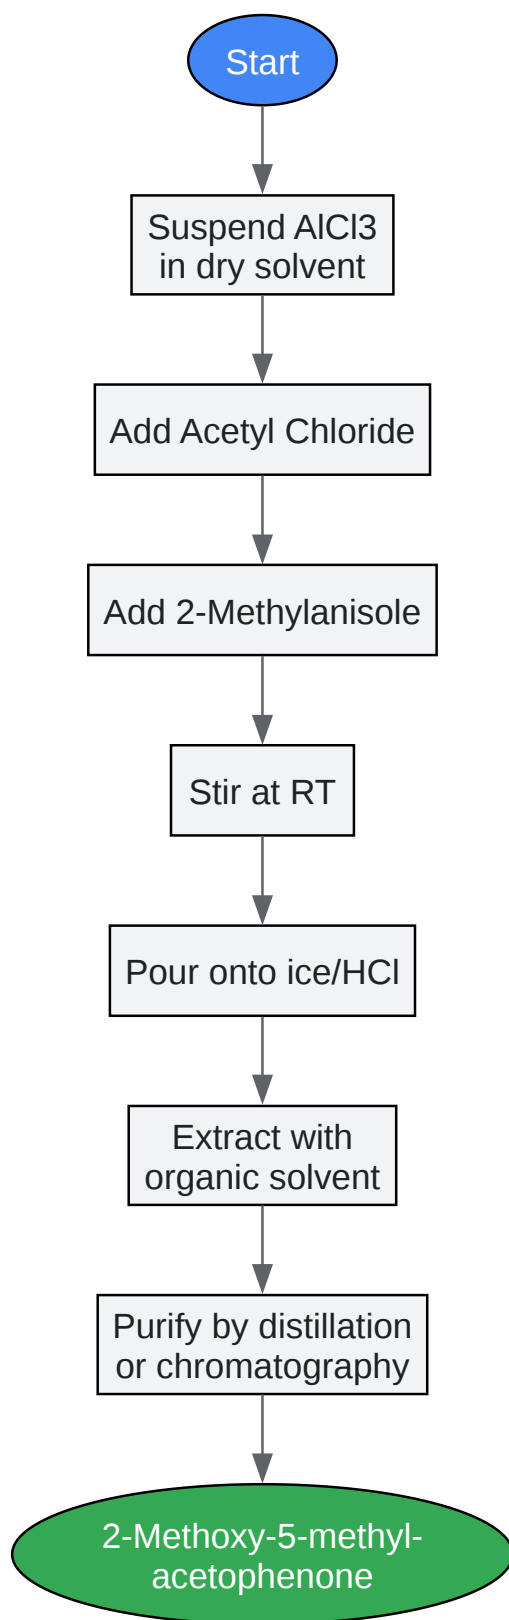 Start
Suspend AlCl3
in dry solvent
Add Acetyl Chloride
Add 2-Methylanisole
Stir at RT
Pour onto ice/HCl
Extract with
organic solvent
Purify by distillation
or chromatography
2-Methoxy-5-methyl-
acetophenone